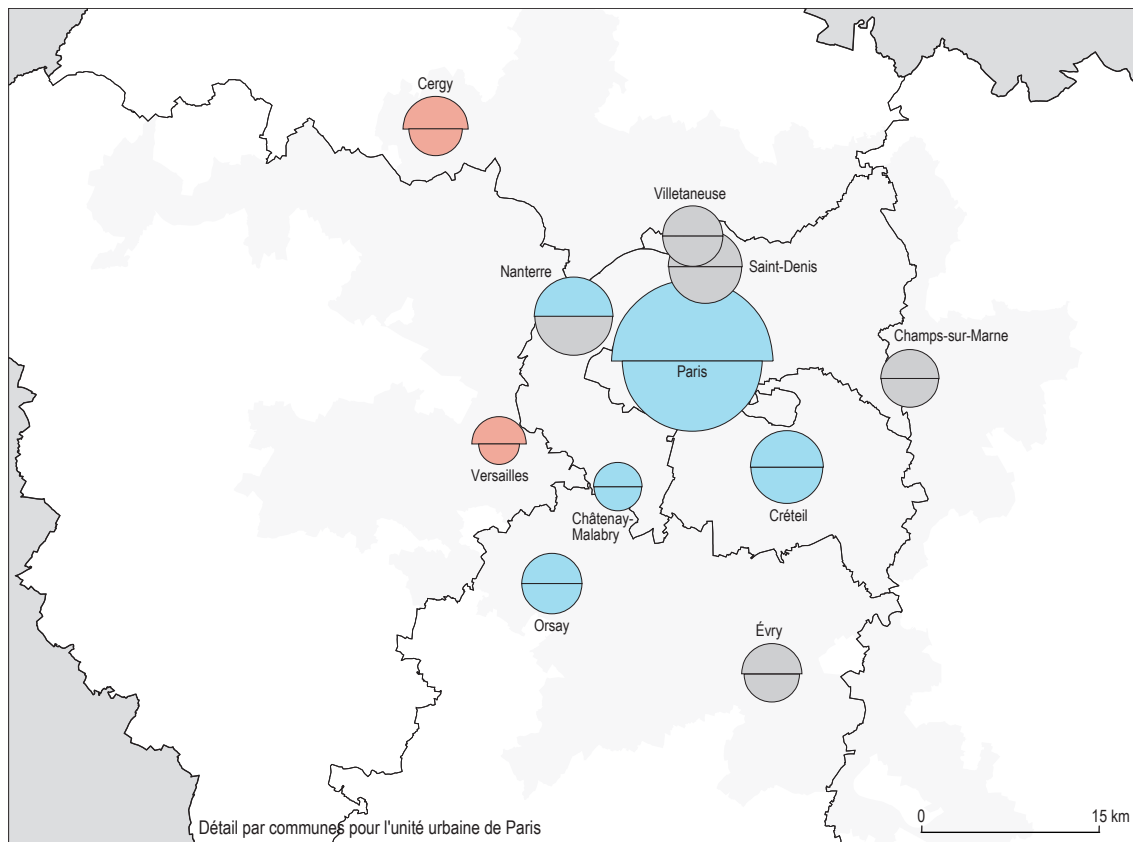 Cergy
Villetaneuse
Saint-Denis
Nanterre
Champs-sur-Marne
Paris
Versailles
Châtenay-
Malabry
Créteil
Orsay
Évry
Détail par communes pour l'unité urbaine de Paris
0 15 km